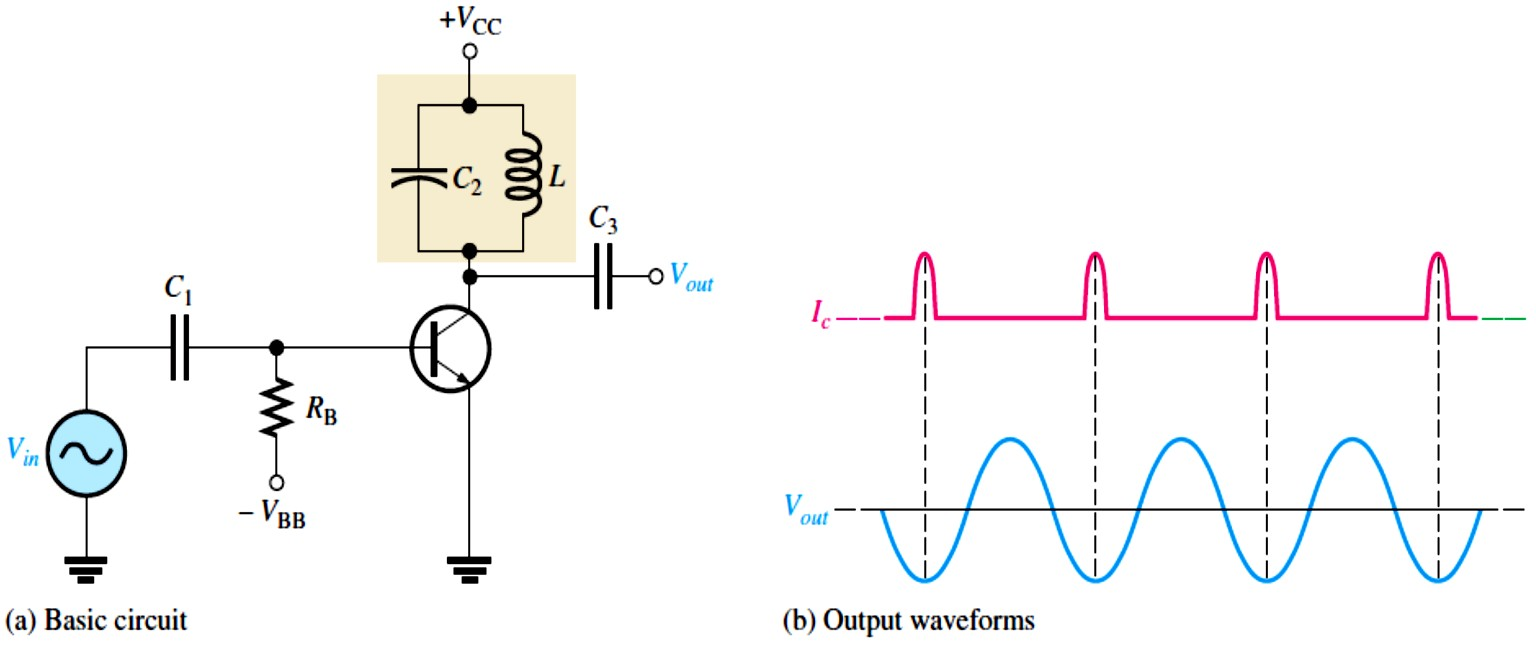 +VCC
C2
L
C3
Vout
C1
RB
Vin
– VBB
Ic
Vout
(a) Basic circuit
(b) Output waveforms